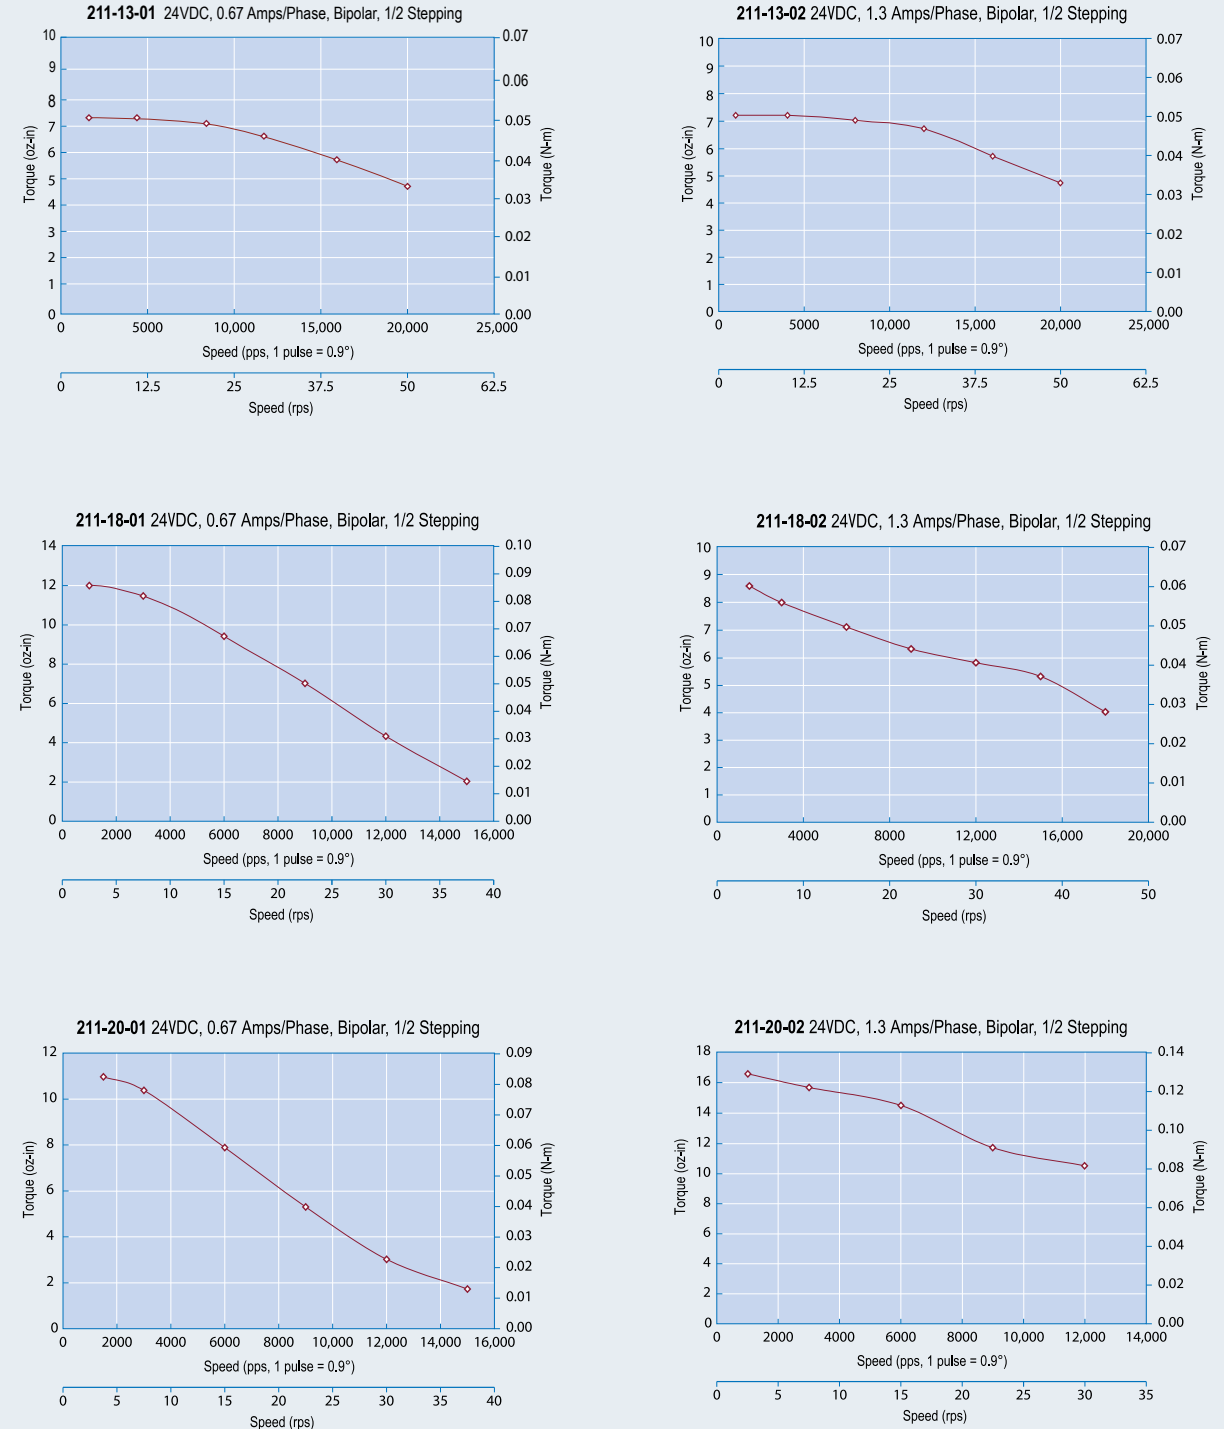 211-13-01 24VDC, 0.67 Amps/Phase, Bipolar, 1/2 Stepping
10
9
8
7
6
5
4
3
2
1
0
Torque (oz-in)
0.07
0.06
0.05
0.04
0.03
0.02
0.01
0.00
Torque (N-m)
0 5000 10,000 15,000 20,000 25,000
Speed (pps, 1 pulse = 0.9°)
0 12.5 25 37.5 50 62.5
Speed (rps)
211-13-02 24VDC, 1.3 Amps/Phase, Bipolar, 1/2 Stepping
10
9
8
7
6
5
4
3
2
1
0
Torque (oz-in)
0.07
0.06
0.05
0.04
0.03
0.02
0.01
0.00
Torque (N-m)
0 5000 10,000 15,000 20,000 25,000
Speed (pps, 1 pulse = 0.9°)
0 12.5 25 37.5 50 62.5
Speed (rps)
211-18-01 24VDC, 0.67 Amps/Phase, Bipolar, 1/2 Stepping
14
12
10
8
6
4
2
0
Torque (oz-in)
0.10
0.09
0.08
0.07
0.06
0.05
0.04
0.03
0.02
0.01
0.00
Torque (N-m)
0 2000 4000 6000 8000 10,000 12,000 14,000 16,000
Speed (pps, 1 pulse = 0.9°)
0 5 10 15 20 25 30 35 40
Speed (rps)
211-18-02 24VDC, 1.3 Amps/Phase, Bipolar, 1/2 Stepping
10
9
8
7
6
5
4
3
2
1
0
Torque (oz-in)
0.07
0.06
0.05
0.04
0.03
0.02
0.01
0.00
Torque (N-m)
0 4000 8000 12,000 16,000 20,000
Speed (pps, 1 pulse = 0.9°)
0 10 20 30 40 50
Speed (rps)
211-20-01 24VDC, 0.67 Amps/Phase, Bipolar, 1/2 Stepping
12
10
8
6
4
2
0
Torque (oz-in)
0.09
0.08
0.07
0.06
0.05
0.04
0.03
0.02
0.01
0.00
Torque (N-m)
0 2000 4000 6000 8000 10,000 12,000 14,000 16,000
Speed (pps, 1 pulse = 0.9°)
0 5 10 15 20 25 30 35 40
Speed (rps)
211-20-02 24VDC, 1.3 Amps/Phase, Bipolar, 1/2 Stepping
18
16
14
12
10
8
6
4
2
0
Torque (oz-in)
0.14
0.12
0.10
0.08
0.06
0.04
0.02
0.00
Torque (N-m)
0 2000 4000 6000 8000 10,000 12,000 14,000
Speed (pps, 1 pulse = 0.9°)
0 5 10 15 20 25 30 35
Speed (rps)